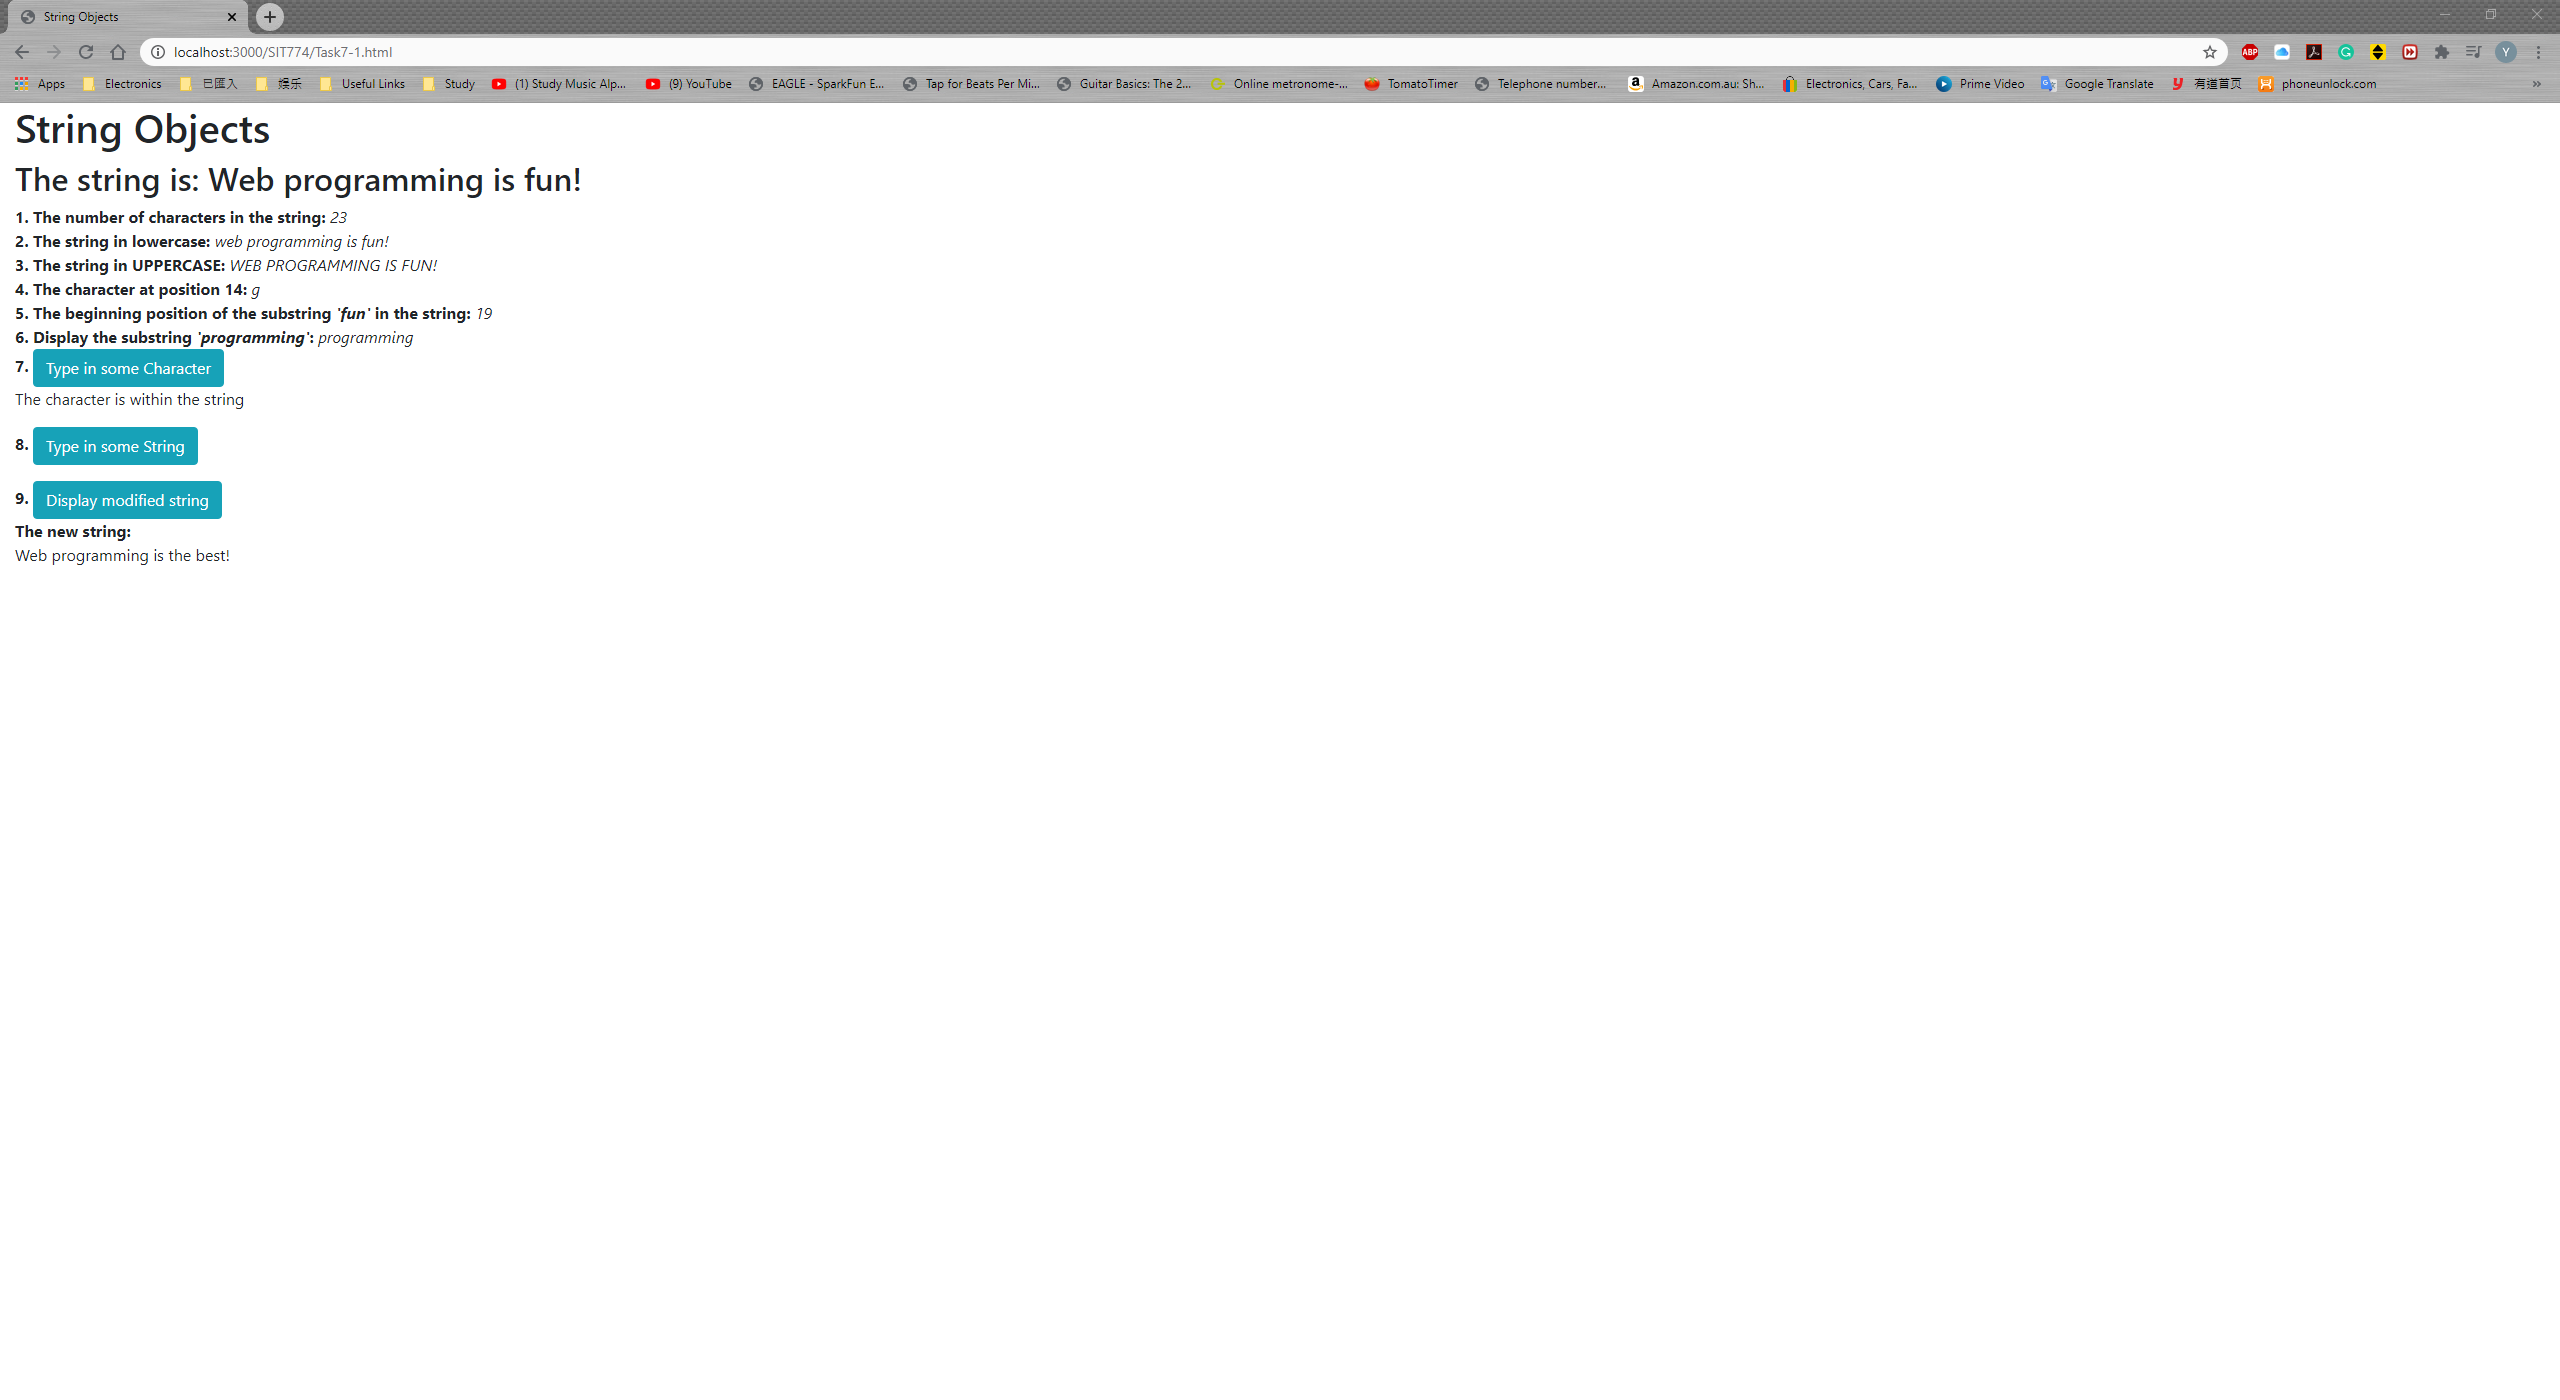 String Objects
localhost:3000/SIT774/Task7-1.html
ABP
Y
Apps Electronics 已匯入 娱乐 Useful Links Study (1) Study Music Alp... (9) YouTube EAGLE - SparkFun E... Tap for Beats Per Mi... Guitar Basics: The 2... Online metronome-... TomatoTimer Telephone number... Amazon.com.au: Sh... Electronics, Cars, Fa... Prime Video Google Translate 有道首页 phoneunlock.com »
String Objects
The string is: Web programming is fun!
1. The number of characters in the string: 23
2. The string in lowercase: web programming is fun!
3. The string in UPPERCASE: WEB PROGRAMMING IS FUN!
4. The character at position 14: g
5. The beginning position of the substring `fun` in the string: 19
6. Display the substring `programming`: programming
7. Type in some Character
The character is within the string
8. Type in some String
9. Display modified string
The new string:
Web programming is the best!